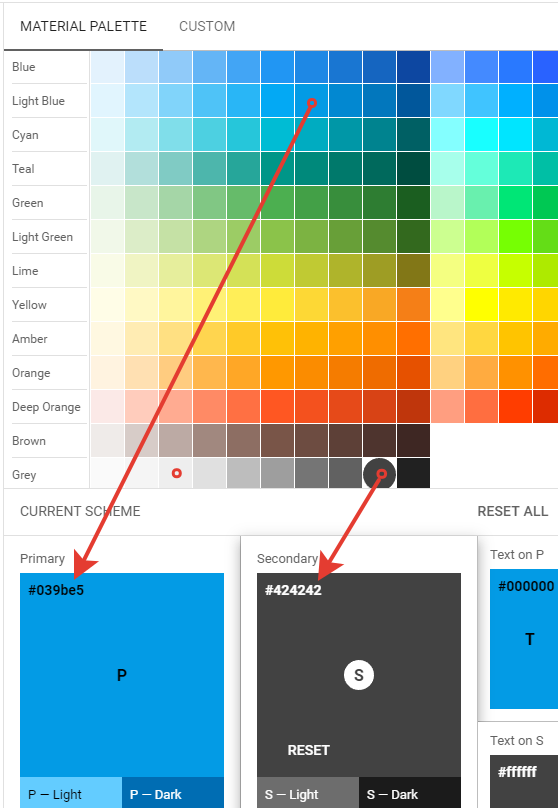 MATERIAL PALETTE CUSTOM
Blue
Light Blue
Cyan
Teal
Green
Light Green
Lime
Yellow
Amber
Orange
Deep Orange
Brown
Grey
CURRENT SCHEME RESET ALL
Primary
#039be5
P
P — Light P — Dark
Secondary
#424242
S
RESET
S — Light S — Dark
Text on P
#000000
T
Text on S
#ffffff